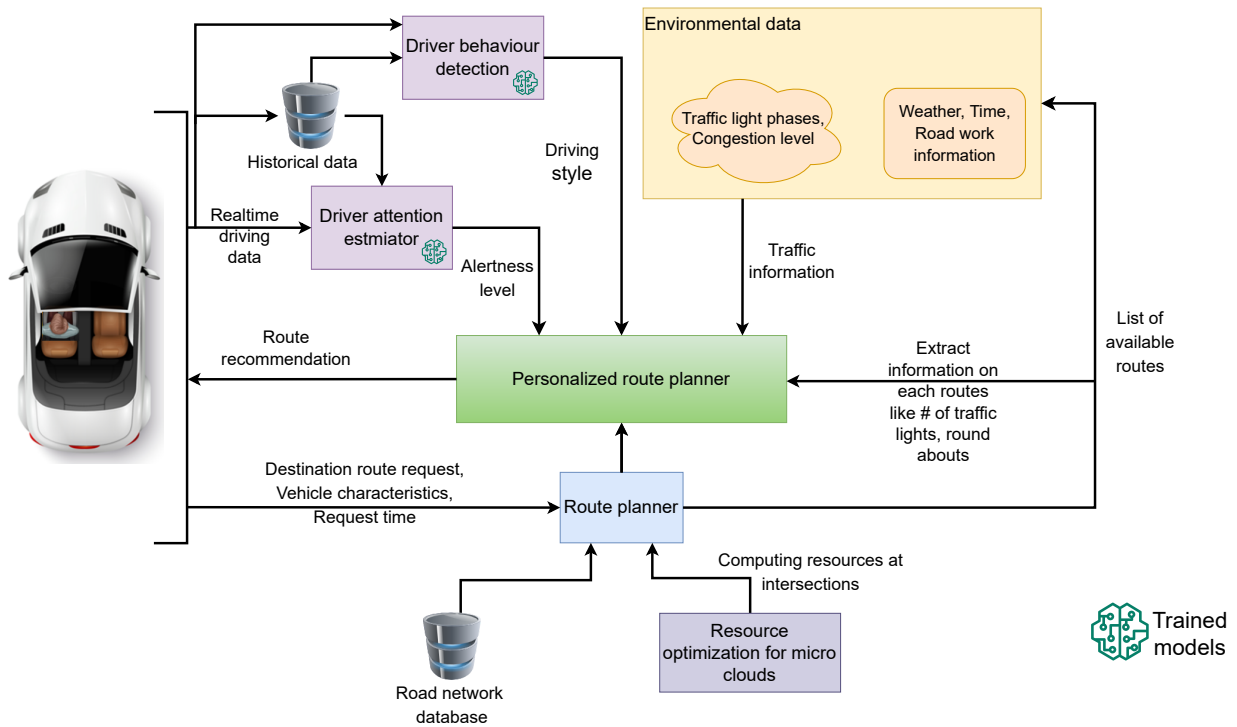 Environmental data
Driver behaviour
detection
Traffic light phases,
Congestion level
Weather, Time,
Road work
information
Historical data
Driving
style
Realtime
driving
data
Driver attention
estmiator
Alertness
level
Traffic
information
List of
available
routes
Route
recommendation
Personalized route planner
Extract
information on
each routes
like # of traffic
lights, round
abouts
Destination route request,
Vehicle characteristics,
Request time
Route planner
Computing resources at
intersections
Resource
optimization for micro
clouds
Road network
database
Trained
models